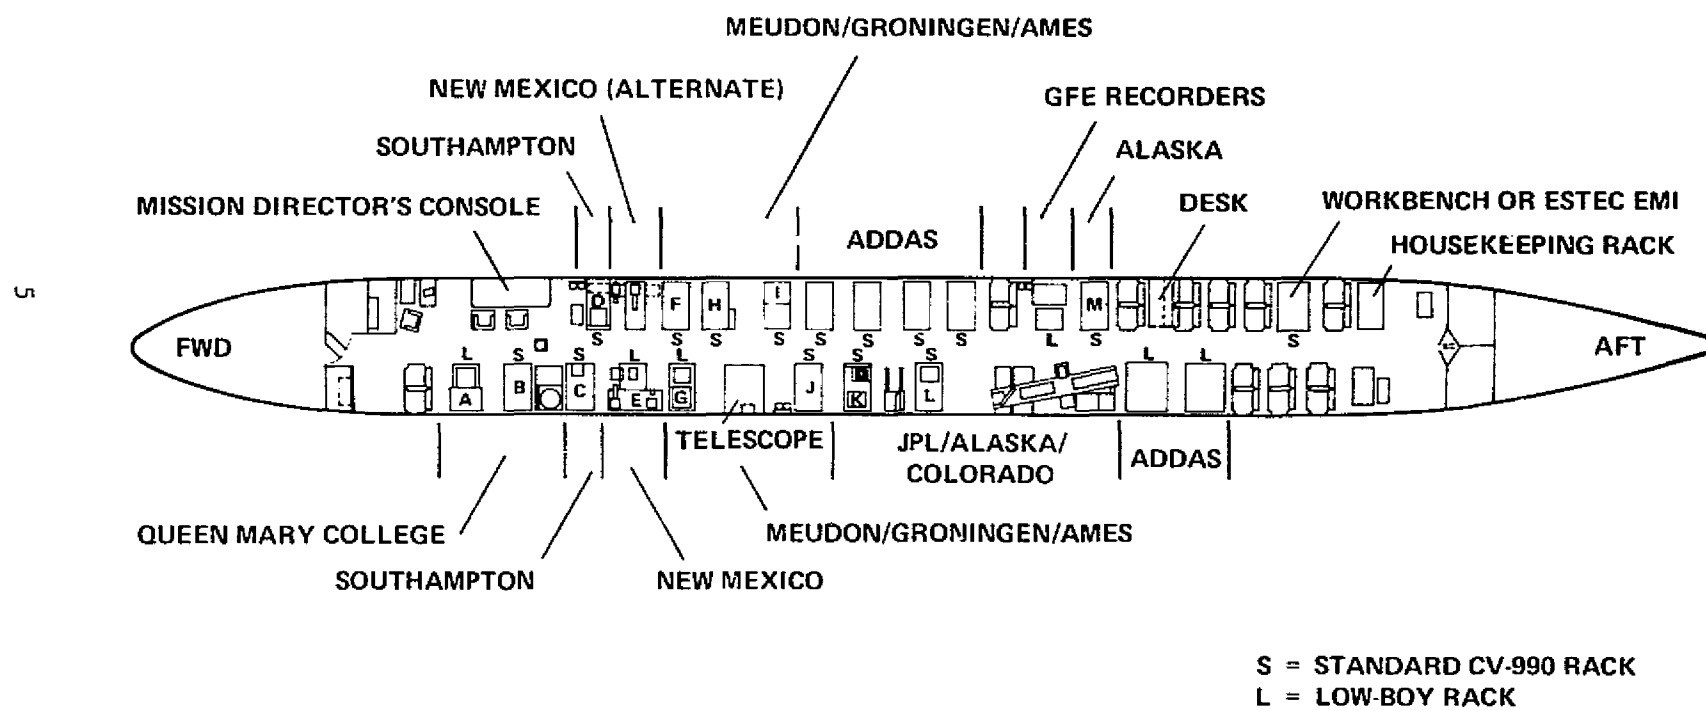 MEUDON/GRONINGEN/AMES
NEW MEXICO (ALTERNATE)
GFE RECORDERS
SOUTHAMPTON
ALASKA
MISSION DIRECTOR'S CONSOLE
DESK
WORKBENCH OR ESTEC EMI
ADDAS
HOUSEKEEPING RACK
5
F H I M
S S S S S S S S L S S
FWD
AFT
L S S L L S S S L L
A B C E G J K L
TELESCOPE
JPL/ALASKA/
COLORADO
ADDAS
QUEEN MARY COLLEGE
MEUDON/GRONINGEN/AMES
SOUTHAMPTON
NEW MEXICO
S = STANDARD CV-990 RACK
L = LOW-BOY RACK